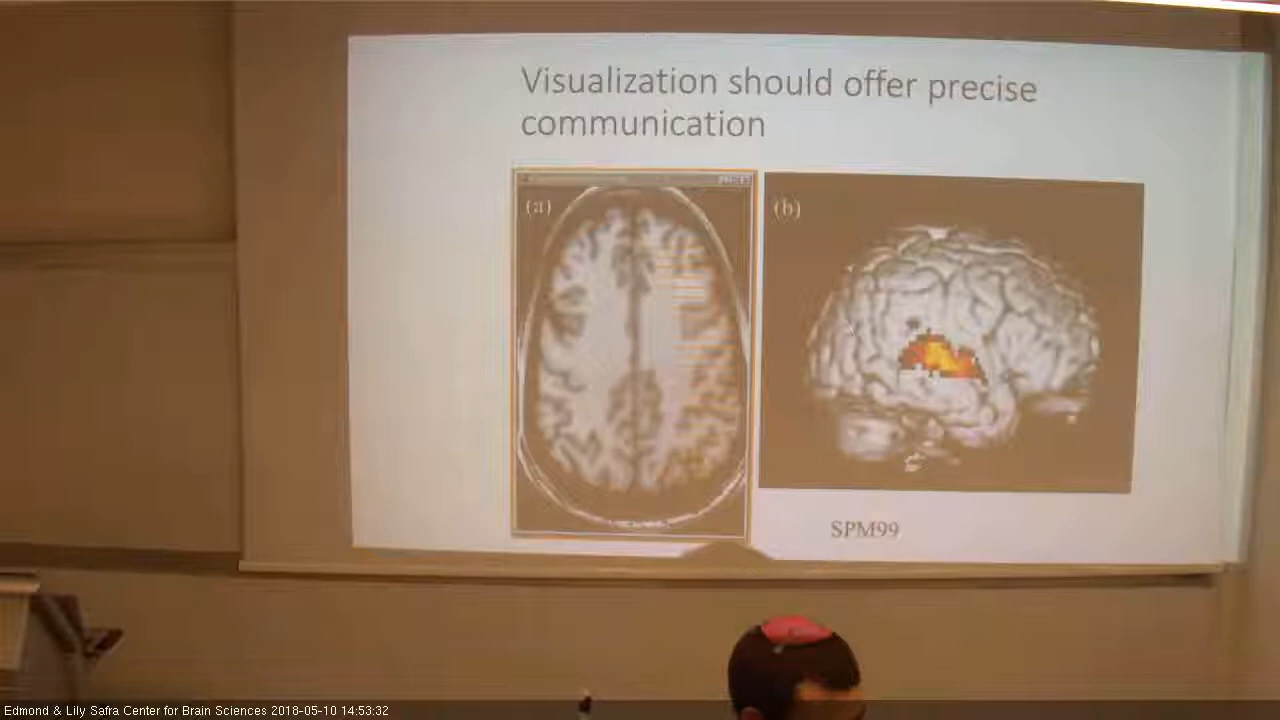 Visualization should offer precise
communication
(a)
(b)
SPM99
Edmond & Lily Safra Center for Brain Sciences 2018-05-10 14:53:32